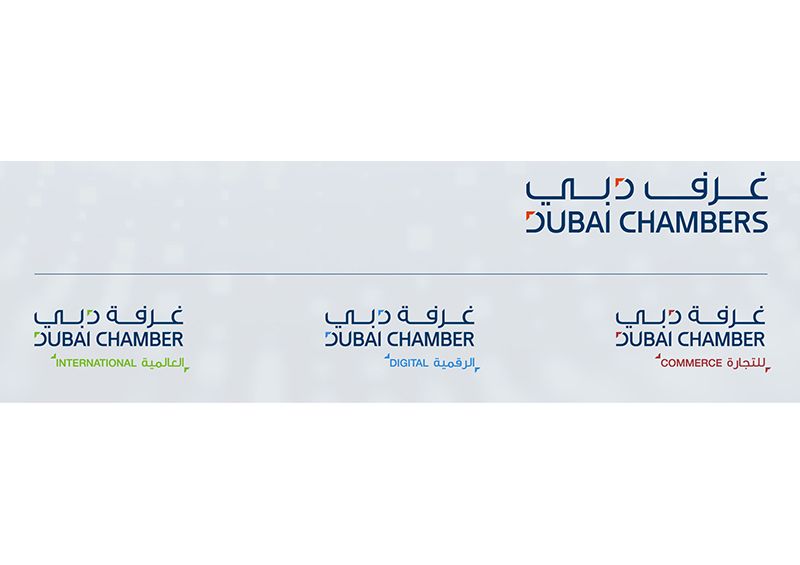 غرف دبي
DUBAI CHAMBERS
غرفة دبي
DUBAI CHAMBER
INTERNATIONAL العالمية
غرفة دبي
DUBAI CHAMBER
DIGITAL الرقمية
غرفة دبي
DUBAI CHAMBER
COMMERCE للتجارة